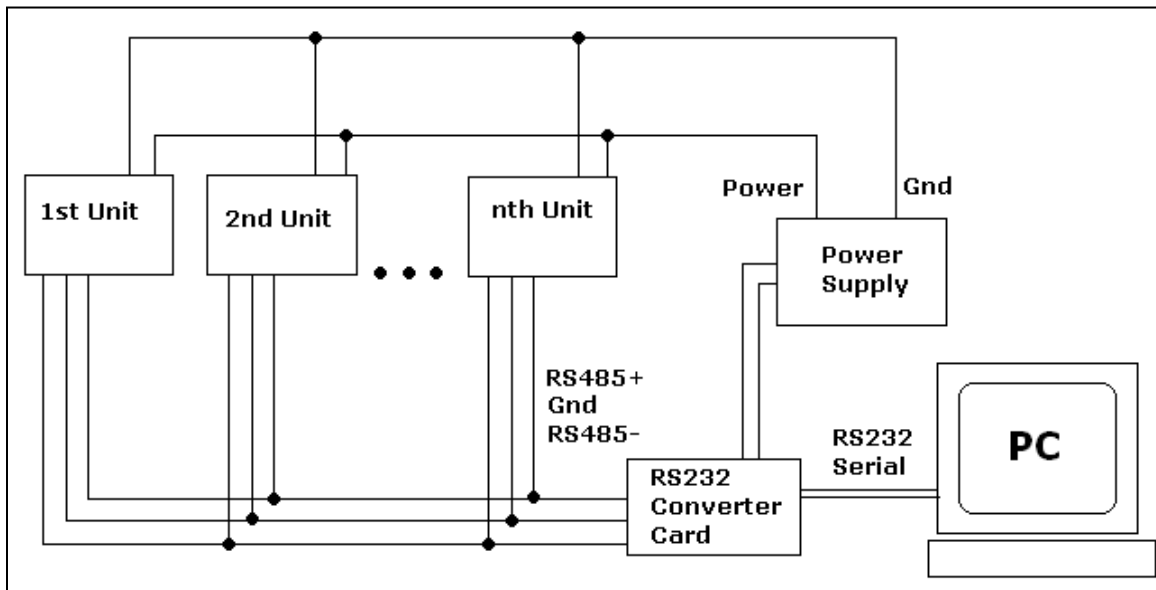 1st Unit
2nd Unit
nth Unit
Power
Gnd
Power
Supply
RS485+
Gnd
RS485-
RS232
Serial
PC
RS232
Converter
Card